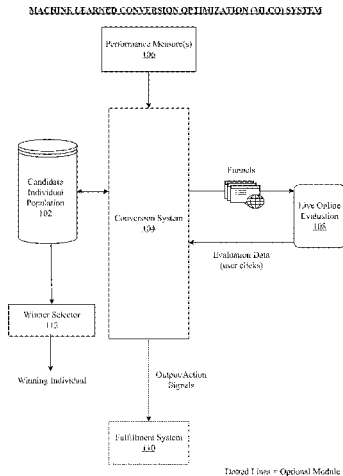 MACHINE LEARNED CONVERSION OPTIMIZATION (MLCO) SYSTEM
Performance Measure(s)
106
Candidate
Individual
Population
102
Conversion System
104
Funnels
Live Online
Evaluation
108
Evaluation Data
(user clicks)
Winner Selector
112
Winning Individual
Output/Action
Signals
Fulfillment System
110
Dotted Lines = Optional Module